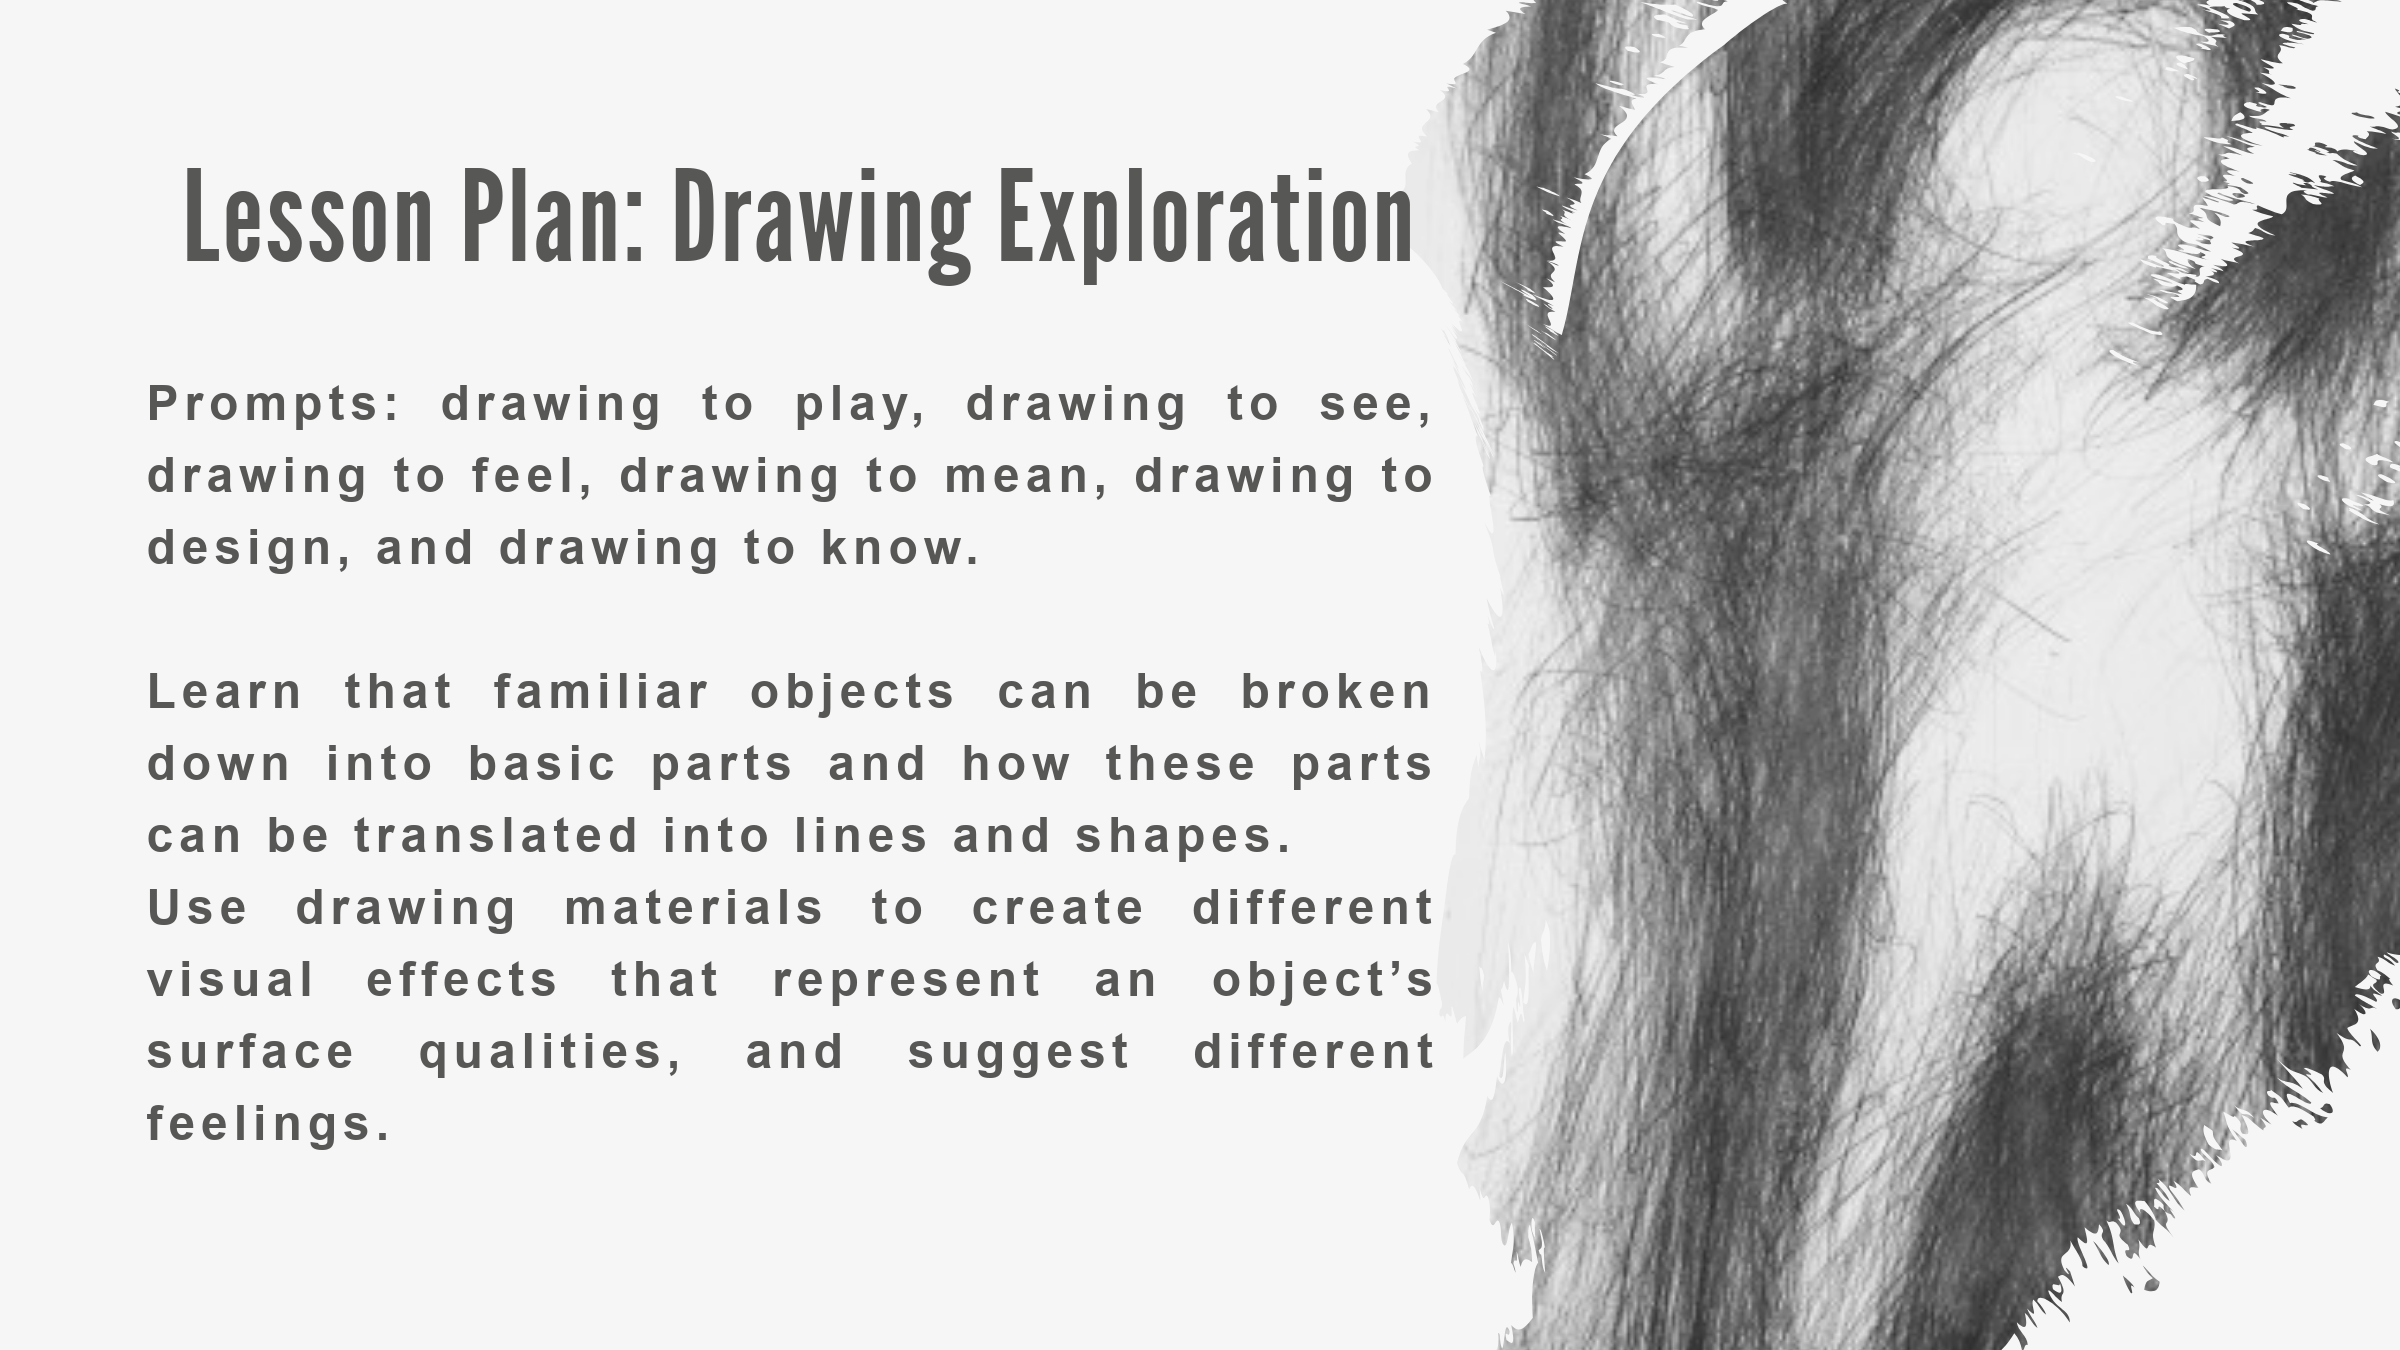 Lesson Plan: Drawing Exploration
Prompts: drawing to play, drawing to see,
drawing to feel, drawing to mean, drawing to
design, and drawing to know.
Learn that familiar objects can be broken
down into basic parts and how these parts
can be translated into lines and shapes.
Use drawing materials to create different
visual effects that represent an object’s
surface qualities, and suggest different
feelings.